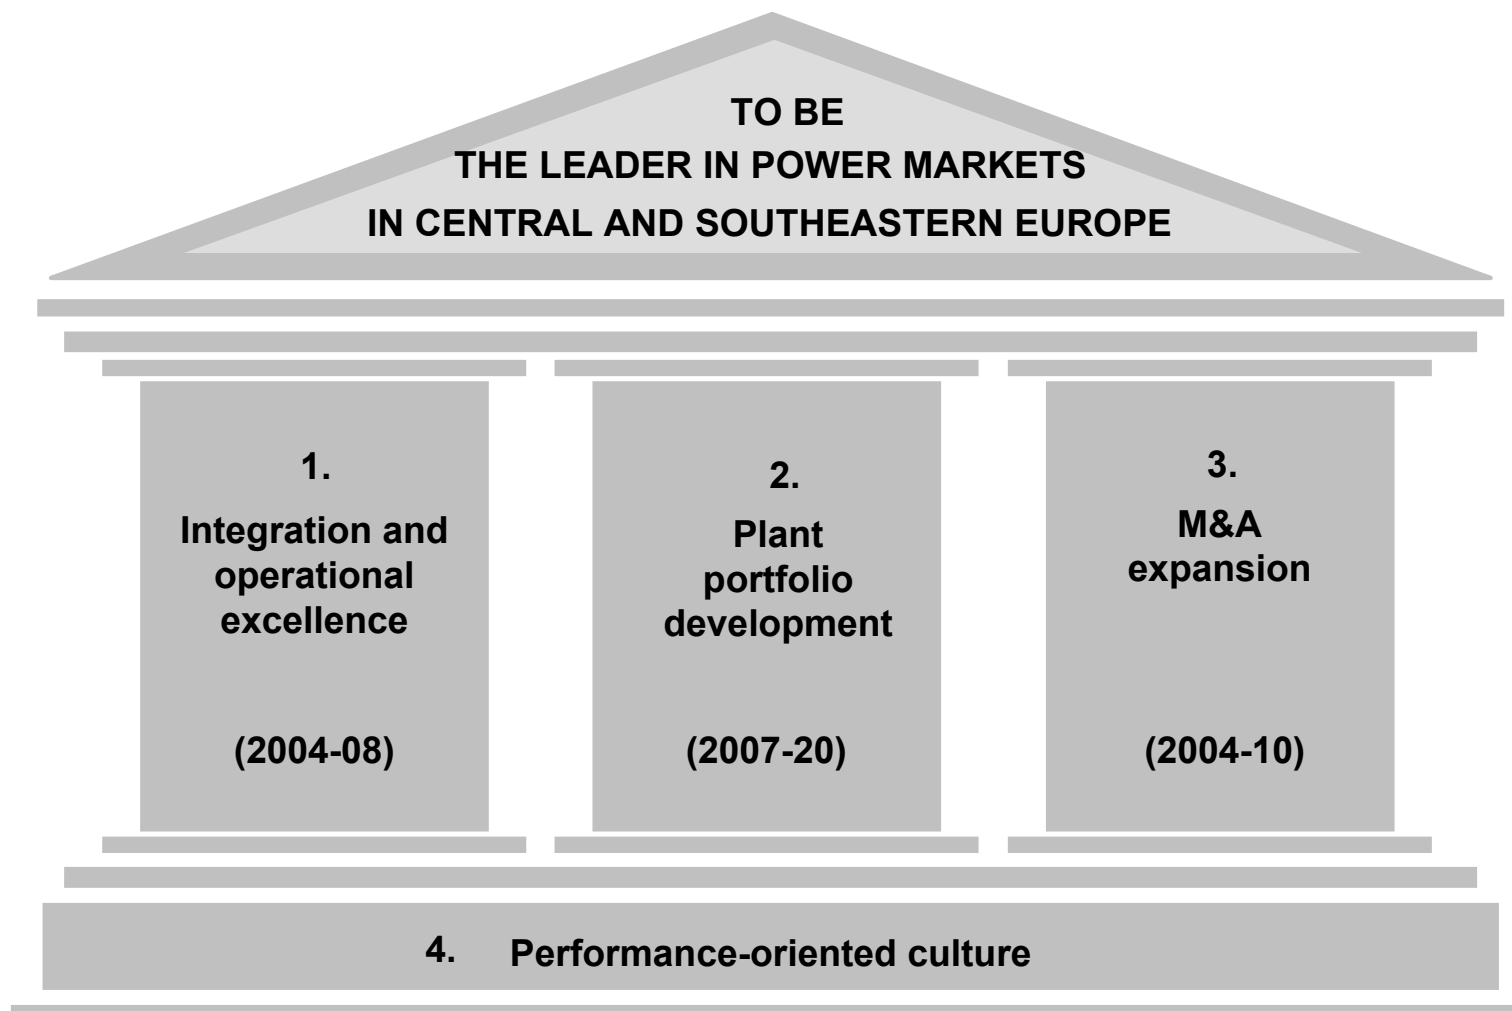 TO BE
THE LEADER IN POWER MARKETS
IN CENTRAL AND SOUTHEASTERN EUROPE
1.
Integration and
operational
excellence
(2004-08)
2.
Plant
portfolio
development
(2007-20)
3.
M&A
expansion
(2004-10)
4. Performance-oriented culture